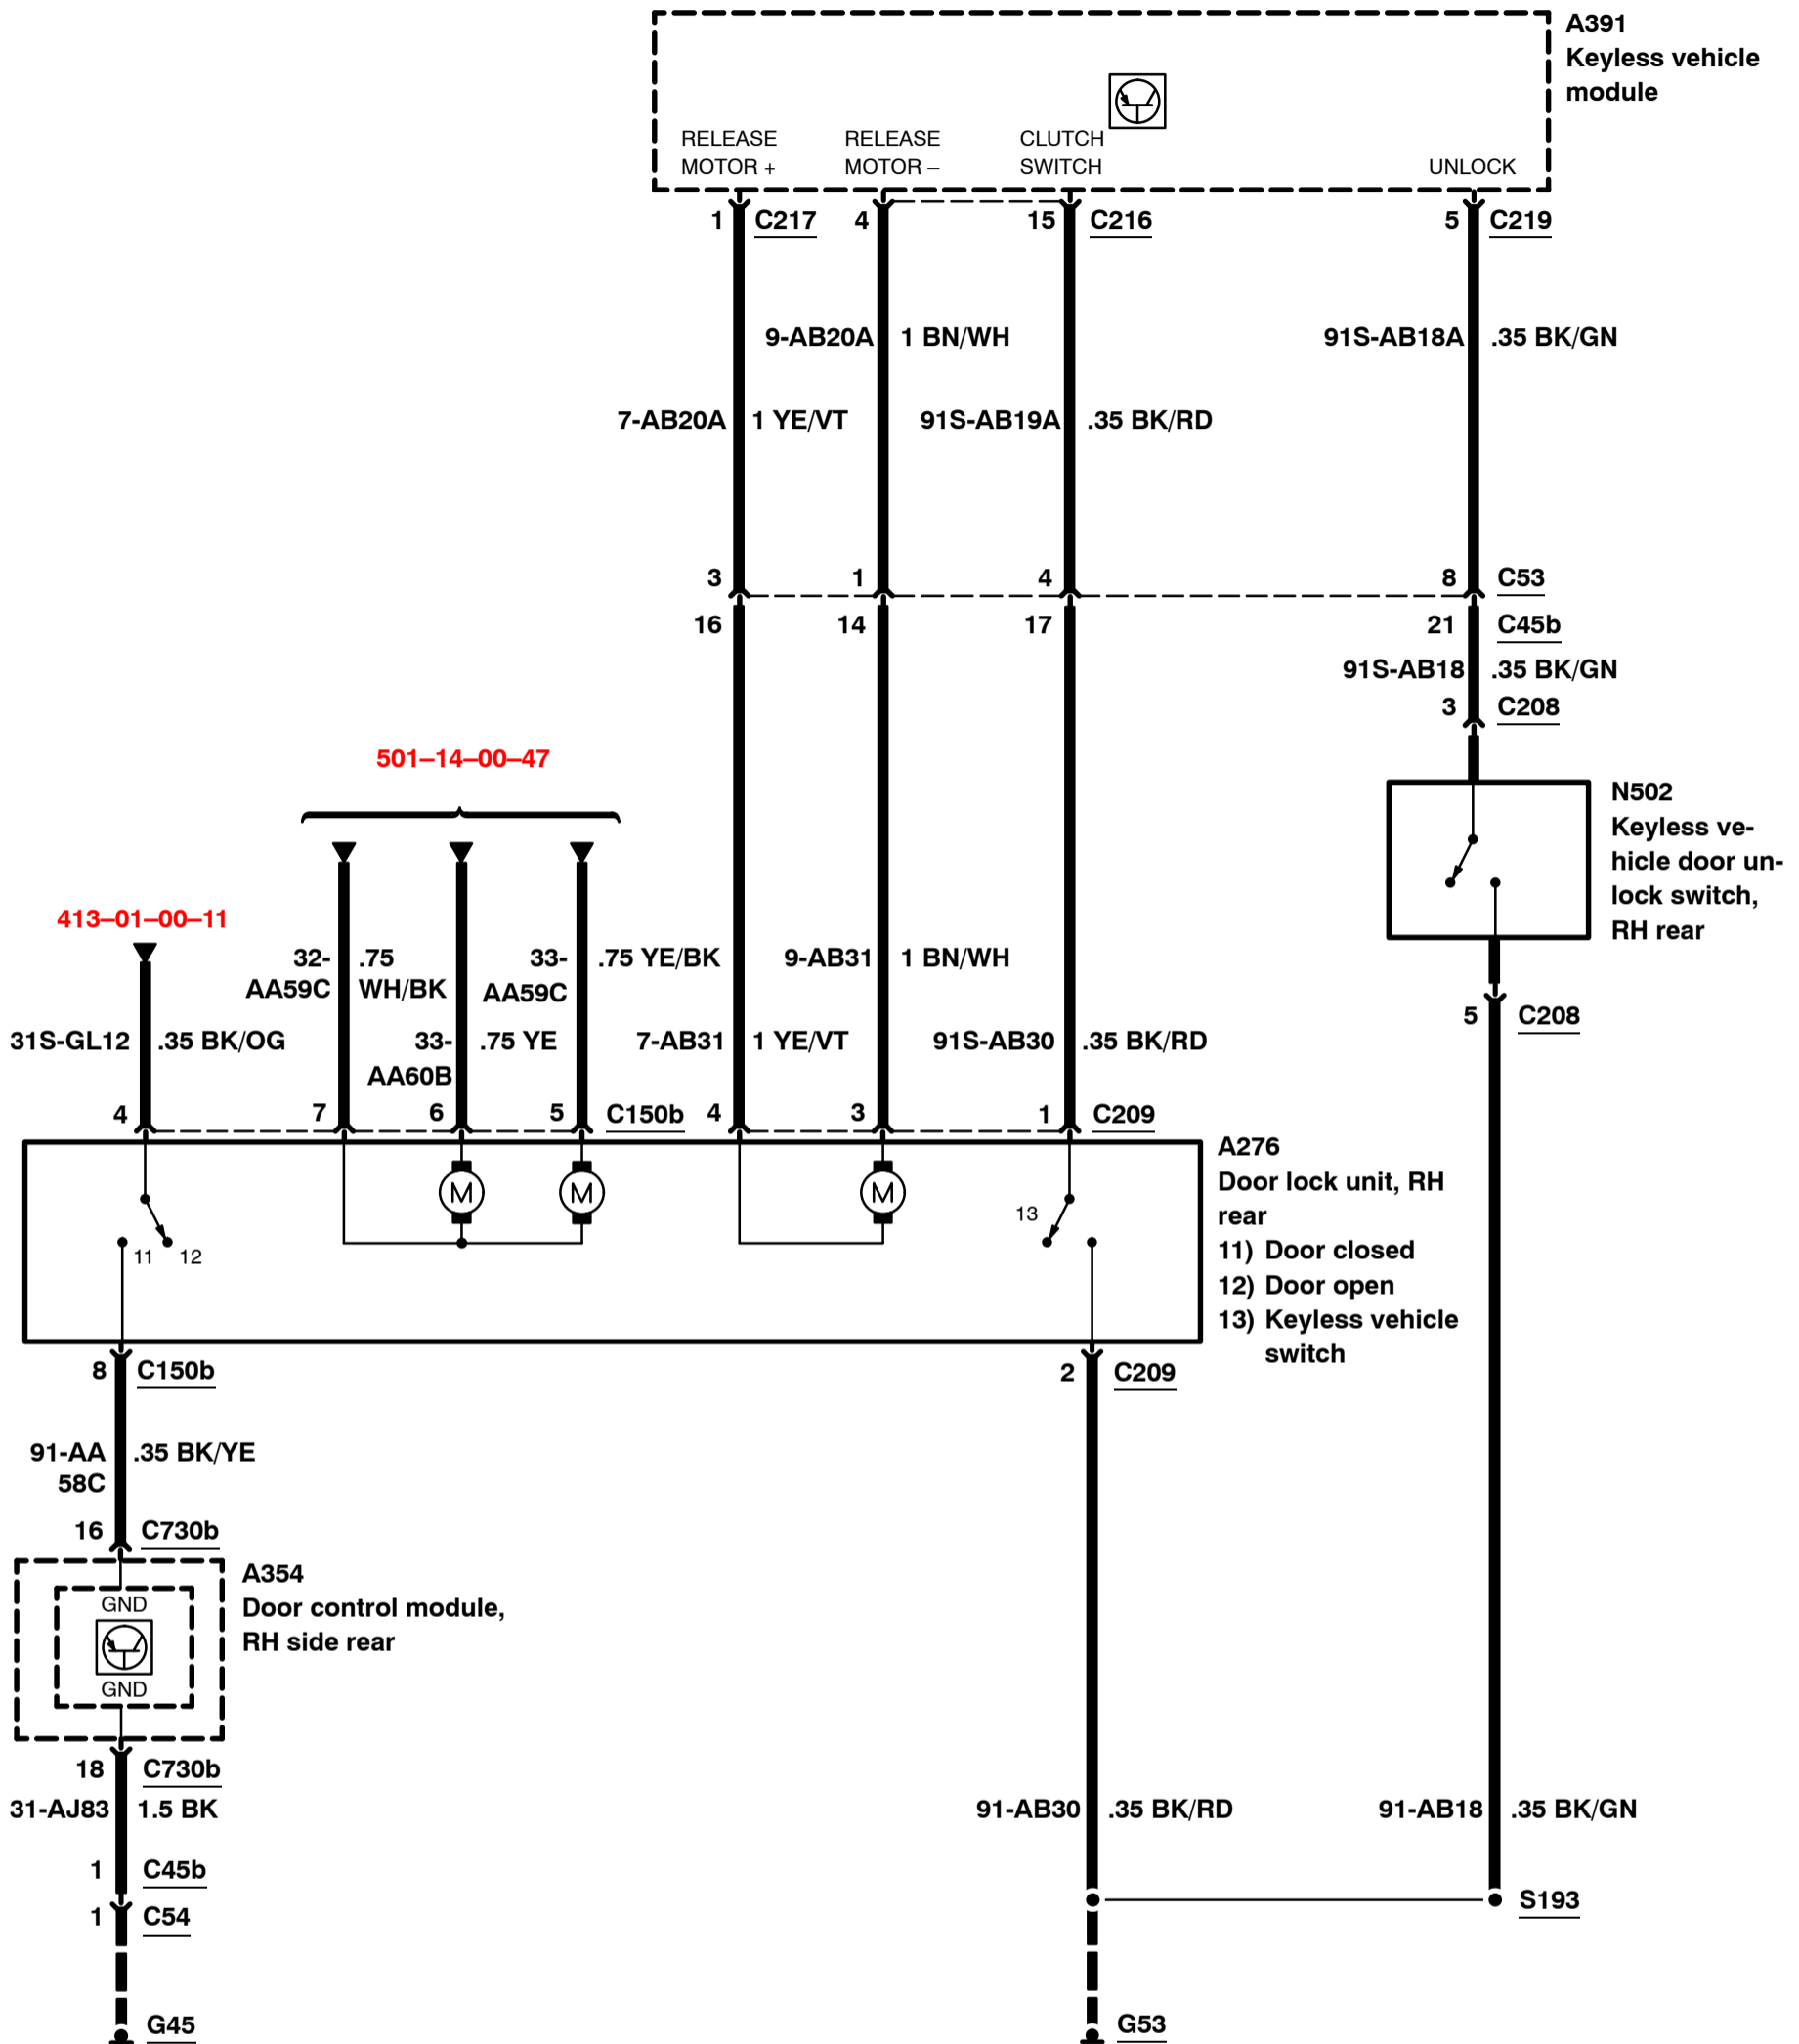 A391
Keyless vehicle
module
RELEASE
MOTOR +
RELEASE
MOTOR –
CLUTCH
SWITCH
UNLOCK
1 C217
4
15 C216
5 C219
9-AB20A 1 BN/WH
91S-AB18A .35 BK/GN
7-AB20A 1 YE/VT
91S-AB19A .35 BK/RD
3
1
4
8 C53
16
14
17
21 C45b
91S-AB18 .35 BK/GN
3 C208
501–14–00–47
N502
Keyless ve-
hicle door un-
lock switch,
RH rear
413–01–00–11
32-
AA59C
.75
WH/BK
33-
AA59C
.75 YE/BK
9-AB31 1 BN/WH
5 C208
31S-GL12 .35 BK/OG
33-
AA60B
.75 YE
7-AB31 1 YE/VT
91S-AB30 .35 BK/RD
4
7
6
5 C150b
4
3
1 C209
A276
Door lock unit, RH
rear
11) Door closed
12) Door open
13) Keyless vehicle
switch
M
M
M
13
11
12
8 C150b
2 C209
91-AA
58C
.35 BK/YE
16 C730b
A354
Door control module,
RH side rear
GND
GND
18 C730b
31-AJ83 1.5 BK
91-AB30 .35 BK/RD
91-AB18 .35 BK/GN
1 C45b
1 C54
S193
G45
G53